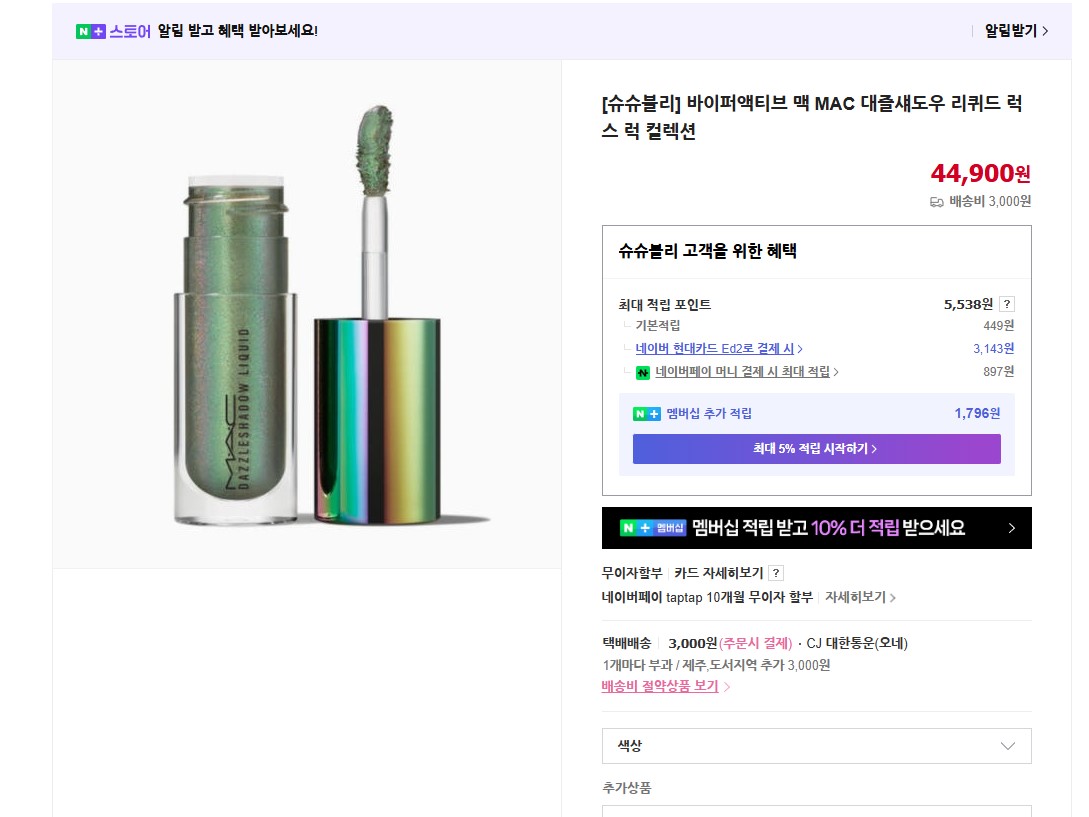 N+ 스토어 알림 받고 혜택 받아보세요!
알림받기 >
MAC
DAZZLESHADOW LIQUID
[슈슈블리] 바이퍼액티브 맥 MAC 대즐섀도우 리퀴드 럭
스 럭 컬렉션
44,900원
배송비 3,000원
슈슈블리 고객을 위한 혜택
최대 적립 포인트 5,538원 ?
기본적립 449원
네이버 현대카드 Ed2로 결제 시 > 3,143원
네이버페이 머니 결제 시 최대 적립 > 897원
N+ 멤버십 추가 적립 1,796원
최대 5% 적립 시작하기 >
N+ 멤버십 멤버십 적립 받고 10% 더 적립 받으세요 >
무이자할부 카드 자세히보기 ?
네이버페이 taptap 10개월 무이자 할부 자세히보기 >
택배배송 3,000원(주문시 결제) · CJ 대한통운(오네)
1개마다 부과 / 제주,도서지역 추가 3,000원
배송비 절약상품 보기 >
색상
추가상품